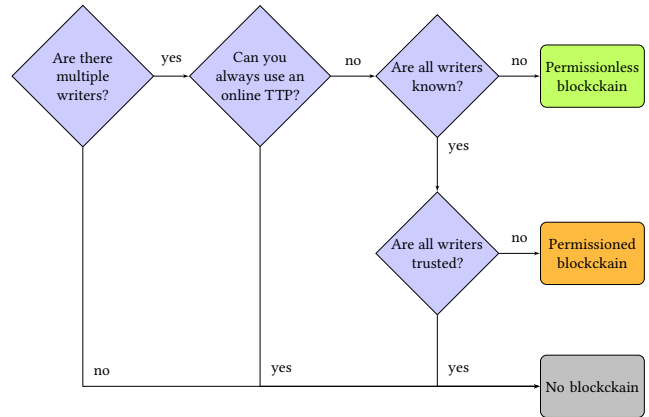 Are there
multiple
writers?
yes
Can you
always use an
online TTP?
no
Are all writers
known?
no
Permissionless
blockckain
yes
Are all writers
trusted?
no
Permissioned
blockckain
no
yes
yes
No blockckain